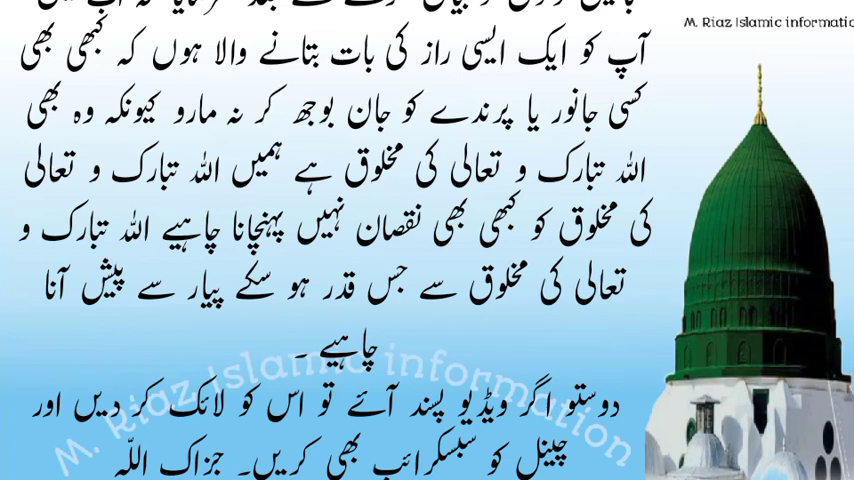 M. Riaz Islamic informatio
آپ کو ایک ایسی راز کی بات بتانے والا ہوں کہ کبھی بھی
کسی جانور یا پرندے کو جان بوجھ کر نہ مارو کیونکہ وہ بھی
اللہ تبارک و تعالی کی مخلوق ہے ہمیں اللہ تبارک و تعالی
کی مخلوق کو کبھی بھی نقصان نہیں پہنچانا چاہیے اللہ تبارک و
تعالی کی مخلوق سے جس قدر ہو سکے پیار سے پیش آنا
چاہیے ۔
دوستو اگر ویڈیو پسند آئے تو اس کو لائک کر دیں اور
چینل کو سبسکرائب بھی کریں۔ جزاک اللّہ
M. Riaz islamic information